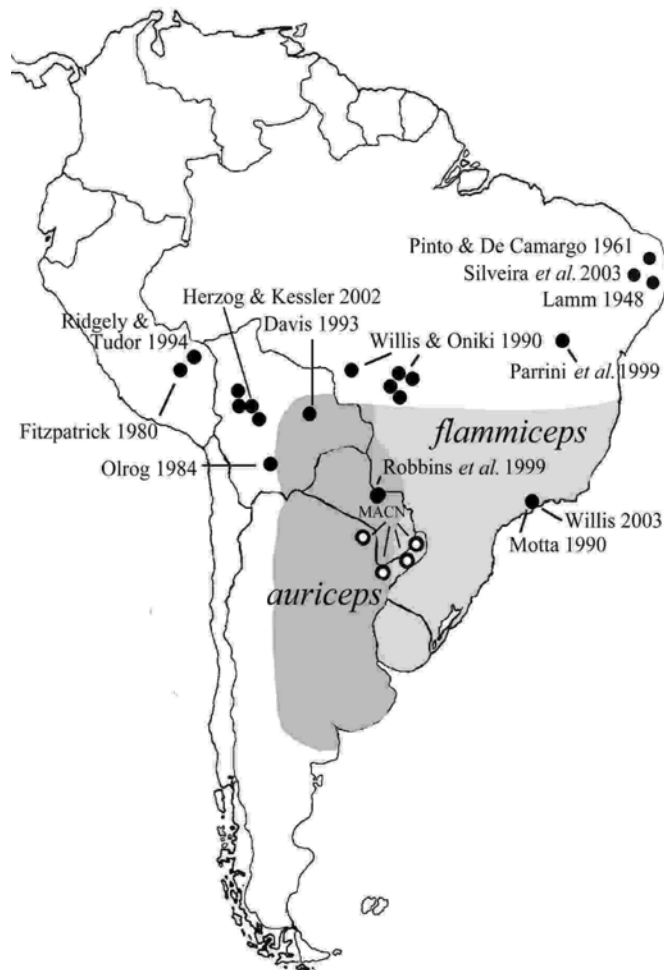 Pinto & De Camargo 1961
Silveira et al. 2003
Lamm 1948
Herzog & Kessler 2002
Ridgely &
Tudor 1994
Davis 1993
Willis & Oniki 1990
Parrini et al. 1999
Fitzpatrick 1980
flammiceps
Olrog 1984
Robbins et al. 1999
MACN
Willis 2003
Motta 1990
auriceps